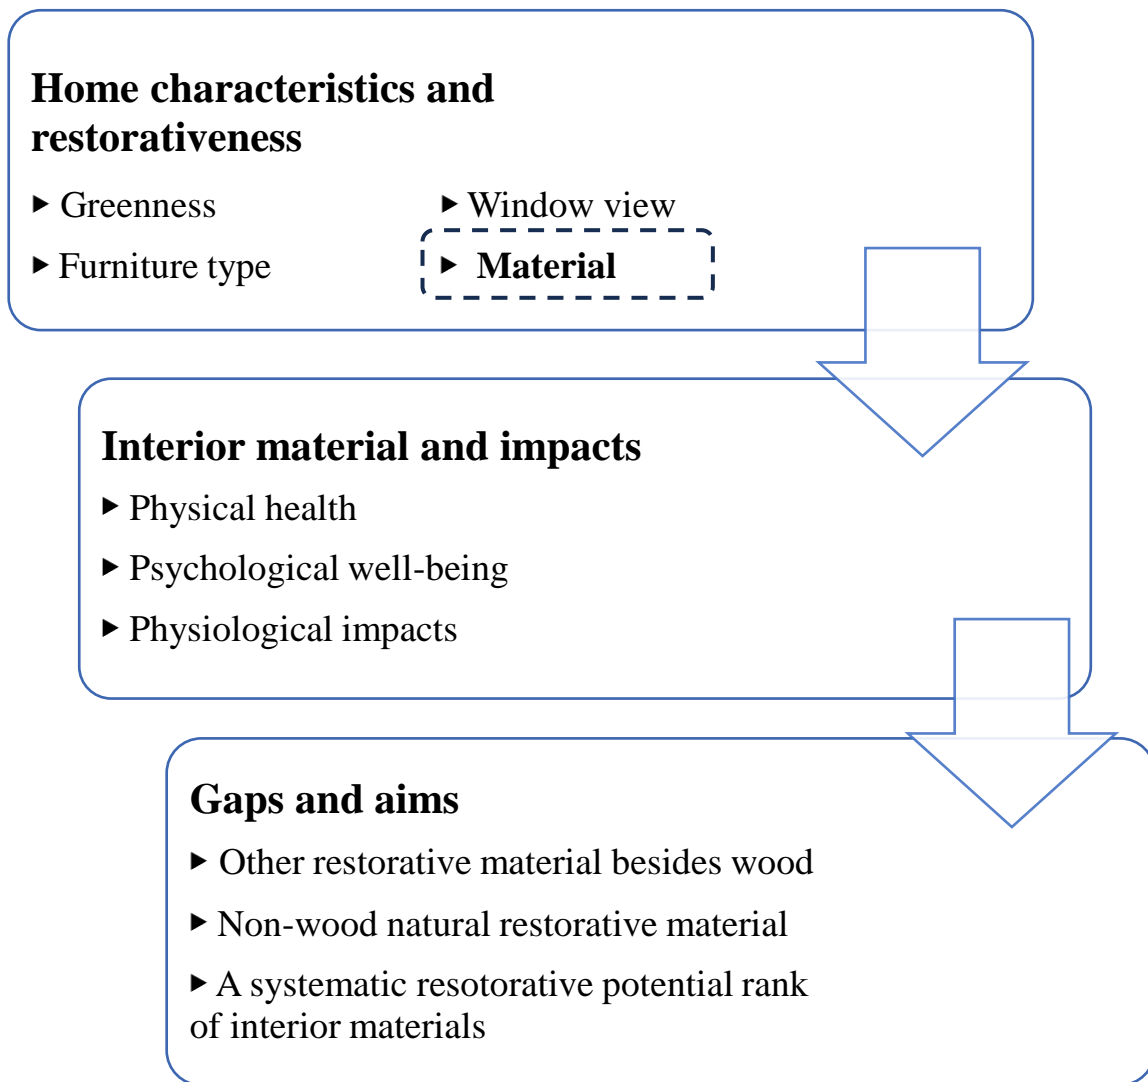 Home characteristics and
restorativeness
▶ Greenness
▶ Window view
▶ Furniture type
▶ Material
Interior material and impacts
▶ Physical health
▶ Psychological well-being
▶ Physiological impacts
Gaps and aims
▶ Other restorative material besides wood
▶ Non-wood natural restorative material
▶ A systematic resotorative potential rank
of interior materials